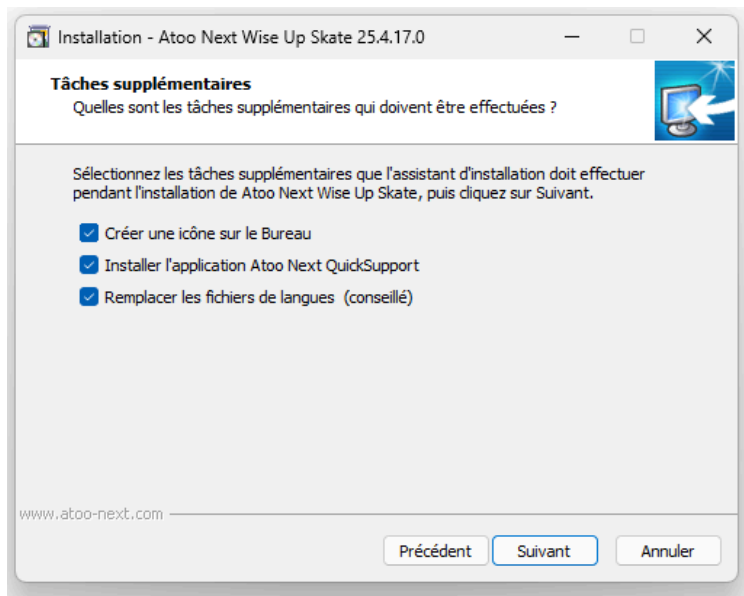 Installation - Atoo Next Wise Up Skate 25.4.17.0
Tâches supplémentaires
Quelles sont les tâches supplémentaires qui doivent être effectuées ?
Sélectionnez les tâches supplémentaires que l'assistant d'installation doit effectuer
pendant l'installation de Atoo Next Wise Up Skate, puis cliquez sur Suivant.
Créer une icône sur le Bureau
Installer l'application Atoo Next QuickSupport
Remplacer les fichiers de langues (conseillé)
www.atoo-next.com
Précédent Suivant Annuler